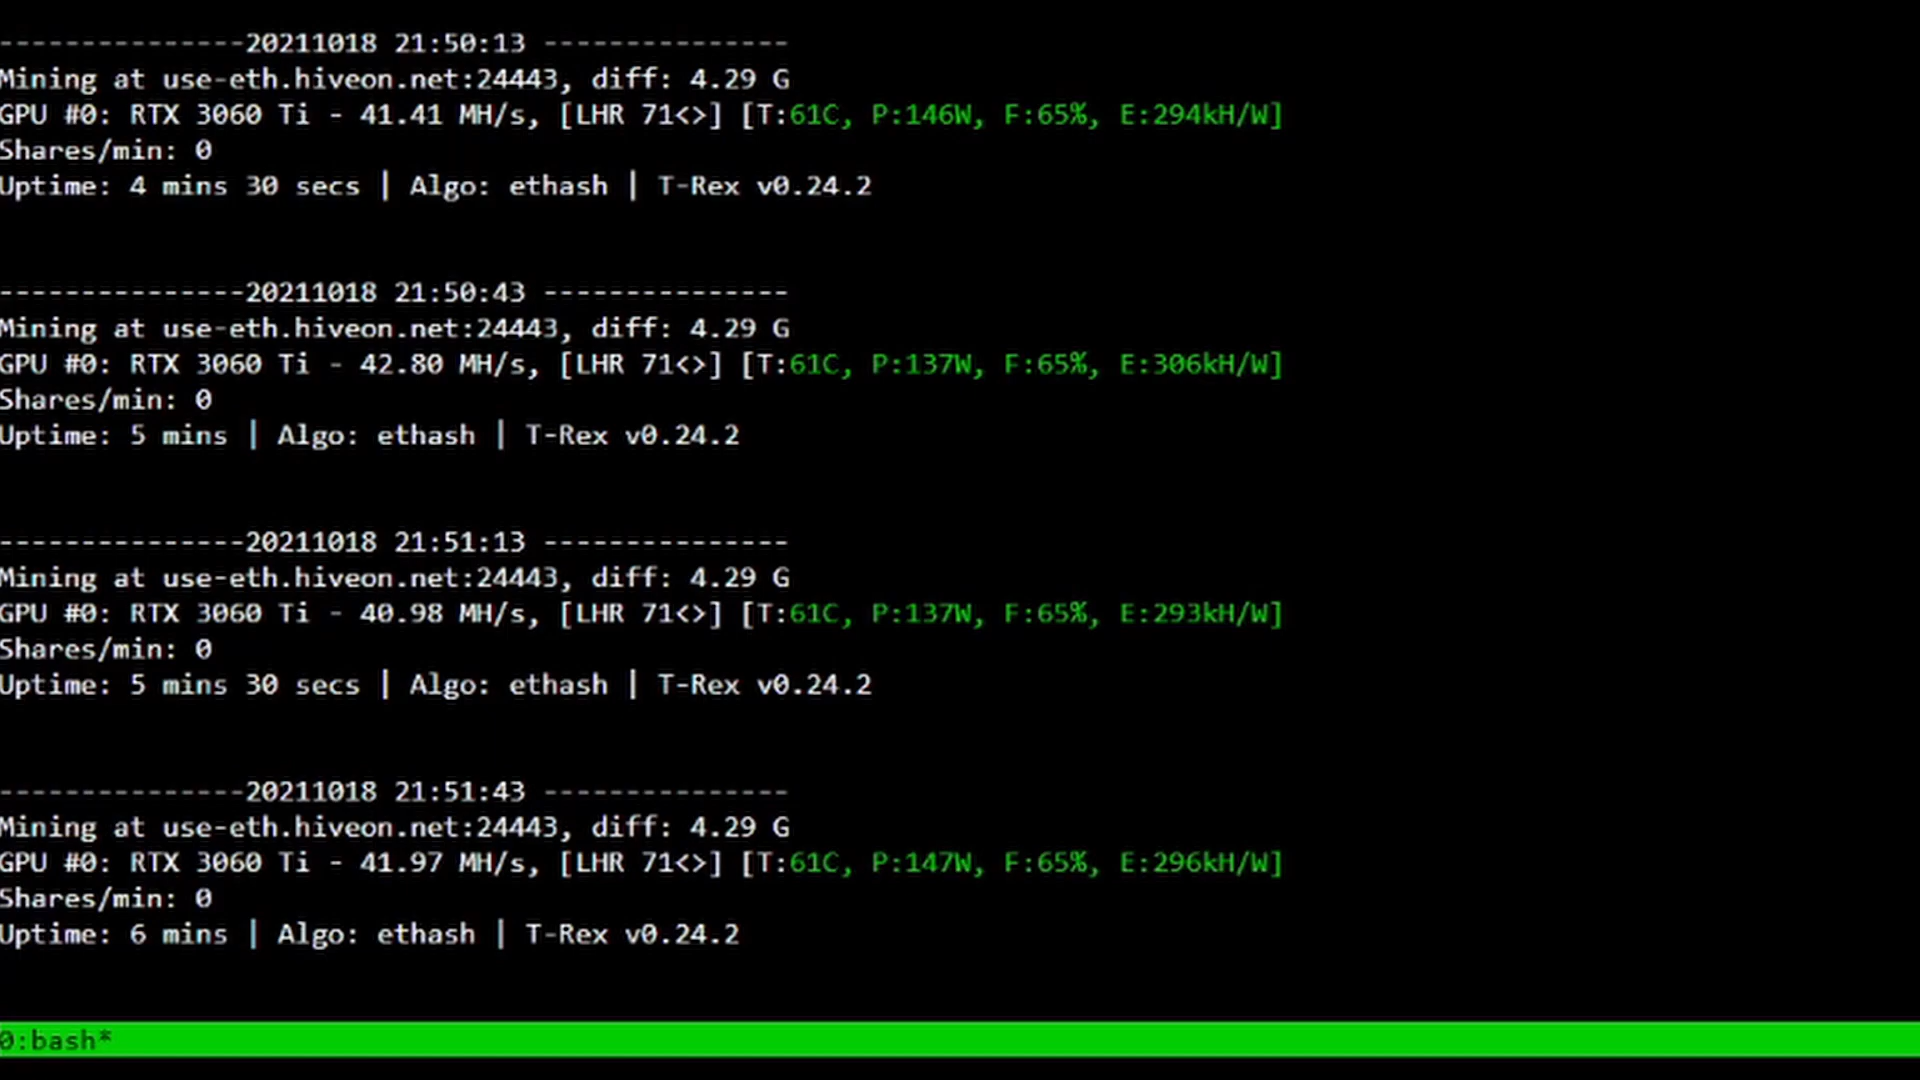 ---------------20211018 21:50:13 ---------------
Mining at use-eth.hiveon.net:24443, diff: 4.29 G
GPU #0: RTX 3060 Ti - 41.41 MH/s, [LHR 71<>] [T:61C, P:146W, F:65%, E:294kH/W]
Shares/min: 0
Uptime: 4 mins 30 secs | Algo: ethash | T-Rex v0.24.2
---------------20211018 21:50:43 ---------------
Mining at use-eth.hiveon.net:24443, diff: 4.29 G
GPU #0: RTX 3060 Ti - 42.80 MH/s, [LHR 71<>] [T:61C, P:137W, F:65%, E:306kH/W]
Shares/min: 0
Uptime: 5 mins | Algo: ethash | T-Rex v0.24.2
---------------20211018 21:51:13 ---------------
Mining at use-eth.hiveon.net:24443, diff: 4.29 G
GPU #0: RTX 3060 Ti - 40.98 MH/s, [LHR 71<>] [T:61C, P:137W, F:65%, E:293kH/W]
Shares/min: 0
Uptime: 5 mins 30 secs | Algo: ethash | T-Rex v0.24.2
---------------20211018 21:51:43 ---------------
Mining at use-eth.hiveon.net:24443, diff: 4.29 G
GPU #0: RTX 3060 Ti - 41.97 MH/s, [LHR 71<>] [T:61C, P:147W, F:65%, E:296kH/W]
Shares/min: 0
Uptime: 6 mins | Algo: ethash | T-Rex v0.24.2
0:bash*